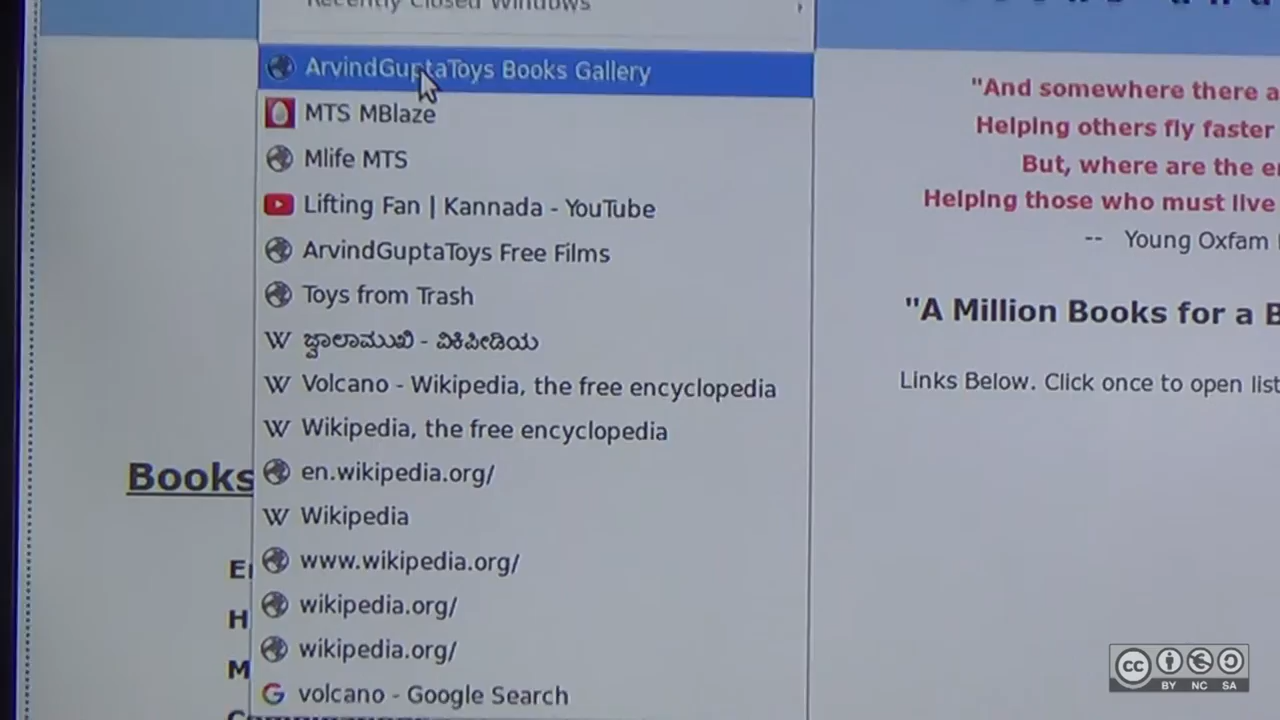 Recently Closed Windows
ArvindGuptaToys Books Gallery
MTS MBlaze
Mlife MTS
Lifting Fan | Kannada - YouTube
ArvindGuptaToys Free Films
Toys from Trash
ಜ್ವಾಲಾಮುಖಿ - ವಿಕಿಪೀಡಿಯ
Volcano - Wikipedia, the free encyclopedia
Wikipedia, the free encyclopedia
en.wikipedia.org/
Wikipedia
www.wikipedia.org/
wikipedia.org/
wikipedia.org/
volcano - Google Search
Books
"And somewhere there a
Helping others fly faster
But, where are the
Helping those who must live
-- Young Oxfam
"A Million Books for a B
Links Below. Click once to open list
H
M
CC BY NC SA